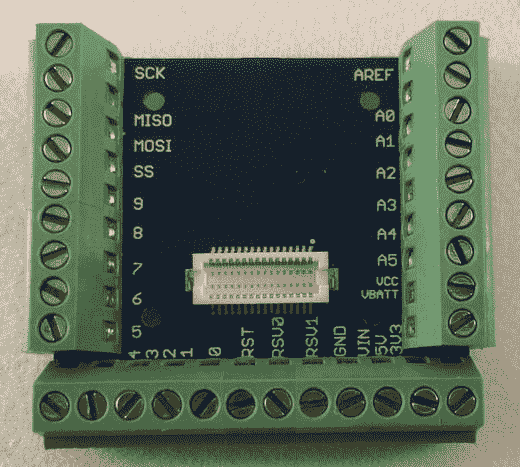 SCK
MISO
MOSI
SS
9
8
7
6
5
4
3
2
1
0
RST
RSV0
RSV1
GND
VIN
5V
3V3
AREF
A0
A1
A2
A3
A4
A5
VCC
VBATT